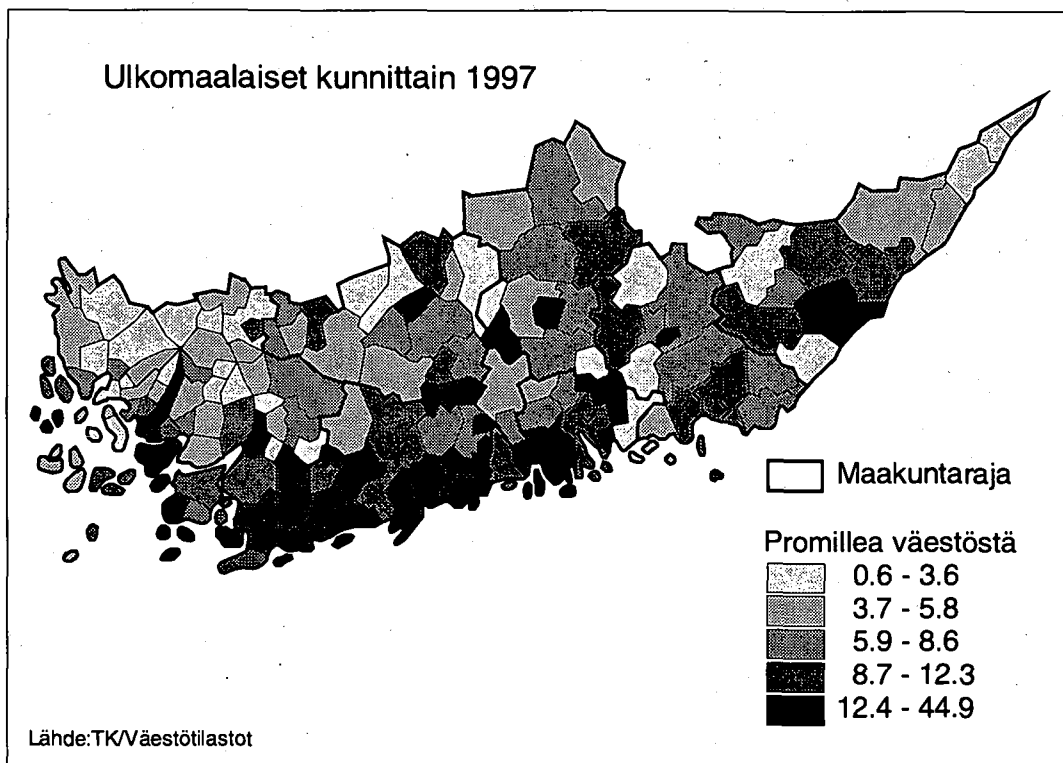 Ulkomaalaiset kunnittain 1997
Maakuntaraja
Promillea väestöstä
0.6 - 3.6
3.7 - 5.8
5.9 - 8.6
8.7 - 12.3
12.4 - 44.9
Lähde:TK/Väestötilastot